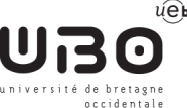 ueb
UBO
université de bretagne
occidentale